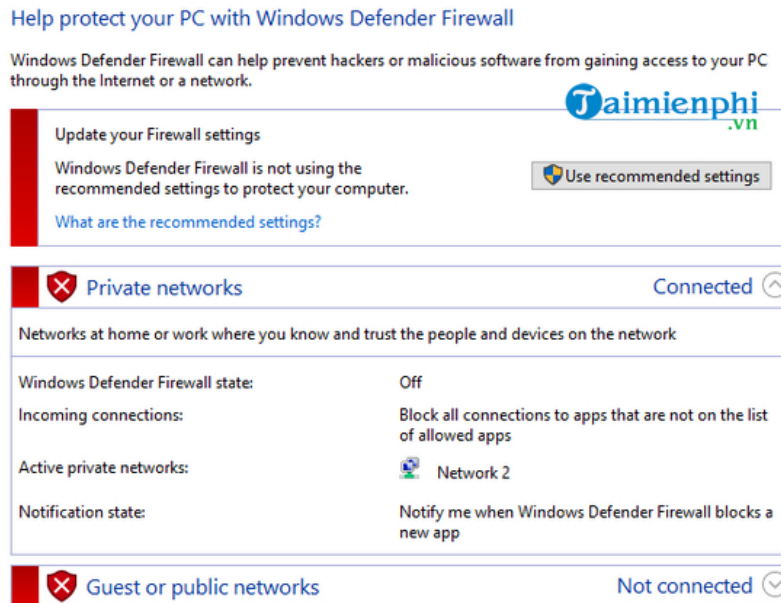 Help protect your PC with Windows Defender Firewall
Windows Defender Firewall can help prevent hackers or malicious software from gaining access to your PC
through the Internet or a network.
Taimienphi
.vn
Update your Firewall settings
Windows Defender Firewall is not using the
recommended settings to protect your computer.
Use recommended settings
What are the recommended settings?
Private networks Connected
Networks at home or work where you know and trust the people and devices on the network
Windows Defender Firewall state: Off
Incoming connections: Block all connections to apps that are not on the list
of allowed apps
Active private networks: Network 2
Notification state: Notify me when Windows Defender Firewall blocks a
new app
Guest or public networks Not connected